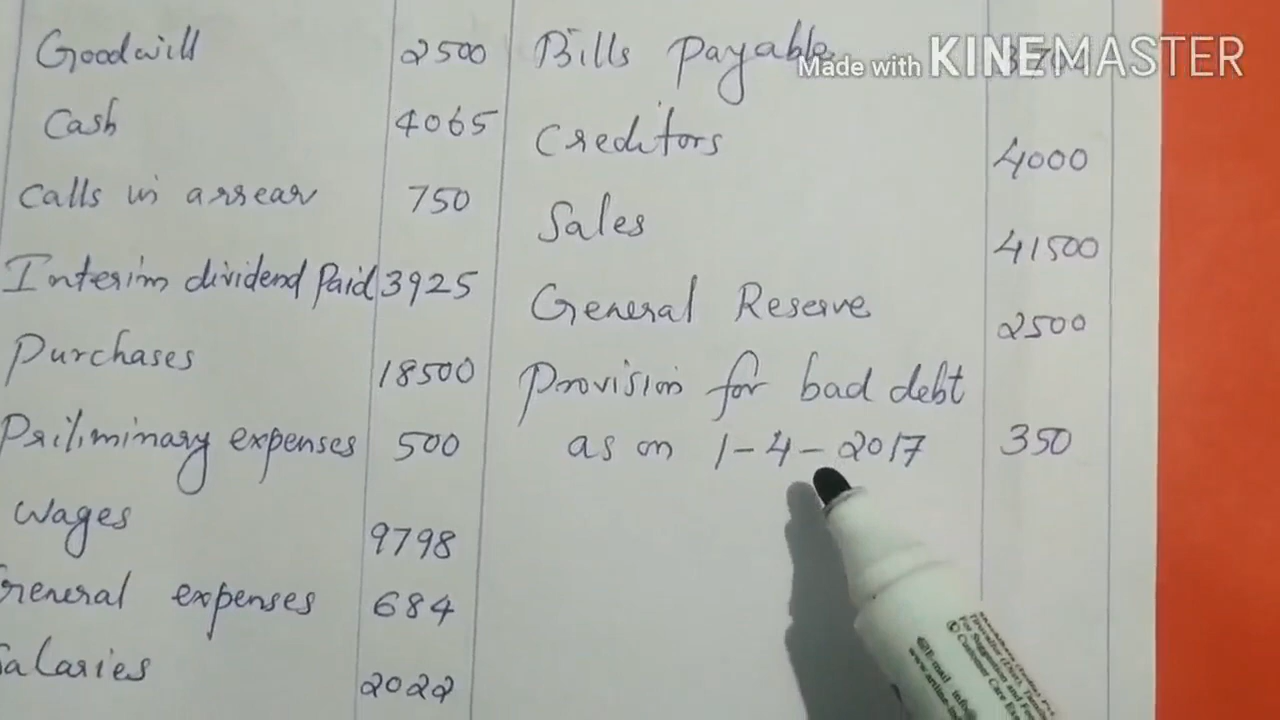 Goodwill 2500
Cash 4065
Calls in arrear 750
Interim dividend Paid 3925
Purchases 18500
Priliminary expenses 500
Wages 9798
General expenses 684
Salaries 2022
Bills Payable
Creditors 4000
Sales 41500
General Reserve 2500
Provision for bad debt
as on 1-4-2017 350
Made with KINEMASTER
E-mail